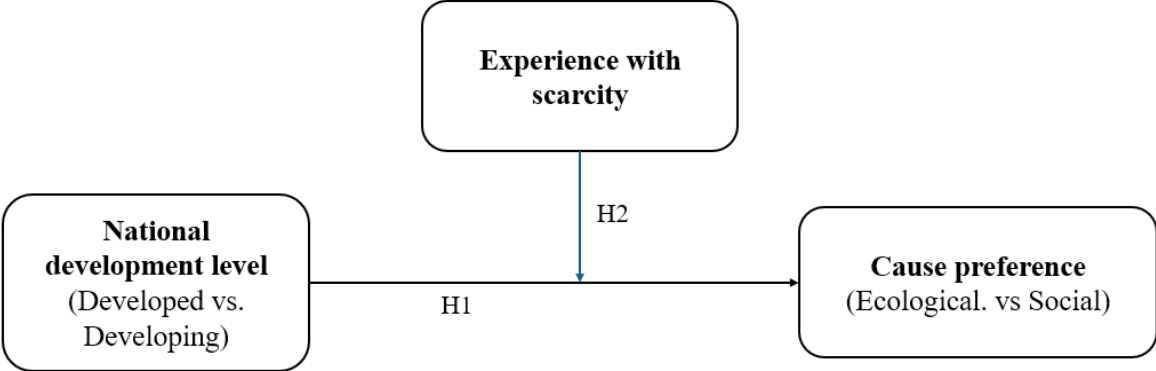 Experience with
scarcity
H2
National
development level
(Developed vs.
Developing)
H1
Cause preference
(Ecological. vs Social)